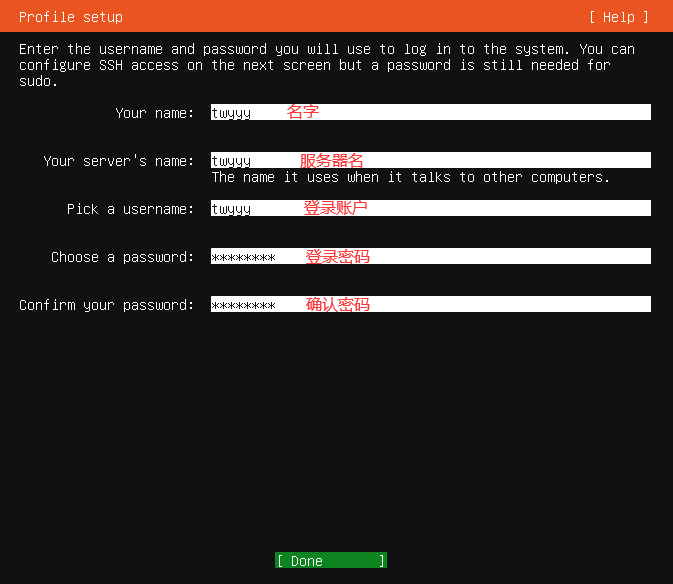 Profile setup [ Help ]
Enter the username and password you will use to log in to the system. You can
configure SSH access on the next screen but a password is still needed for
sudo.
Your name: twyyy 名字
Your server's name: twyyy 服务器名
The name it uses when it talks to other computers.
Pick a username: twyyy 登录账户
Choose a password: ******** 登录密码
Confirm your password: ******** 确认密码
[ Done ]